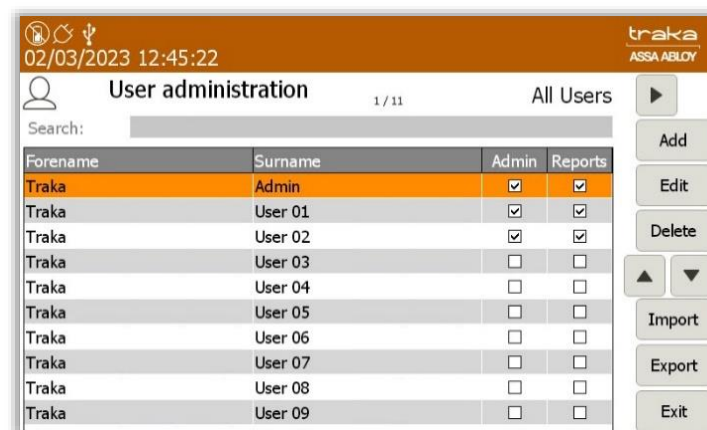 02/03/2023 12:45:22
traka
ASSA ABLOY
User administration 1 / 11 All Users
Search:
Add
Forename Surname Admin Reports
Traka Admin
Edit
Traka User 01
Traka User 02
Delete
Traka User 03
Traka User 04
Traka User 05
Import
Traka User 06
Traka User 07
Export
Traka User 08
Traka User 09
Exit